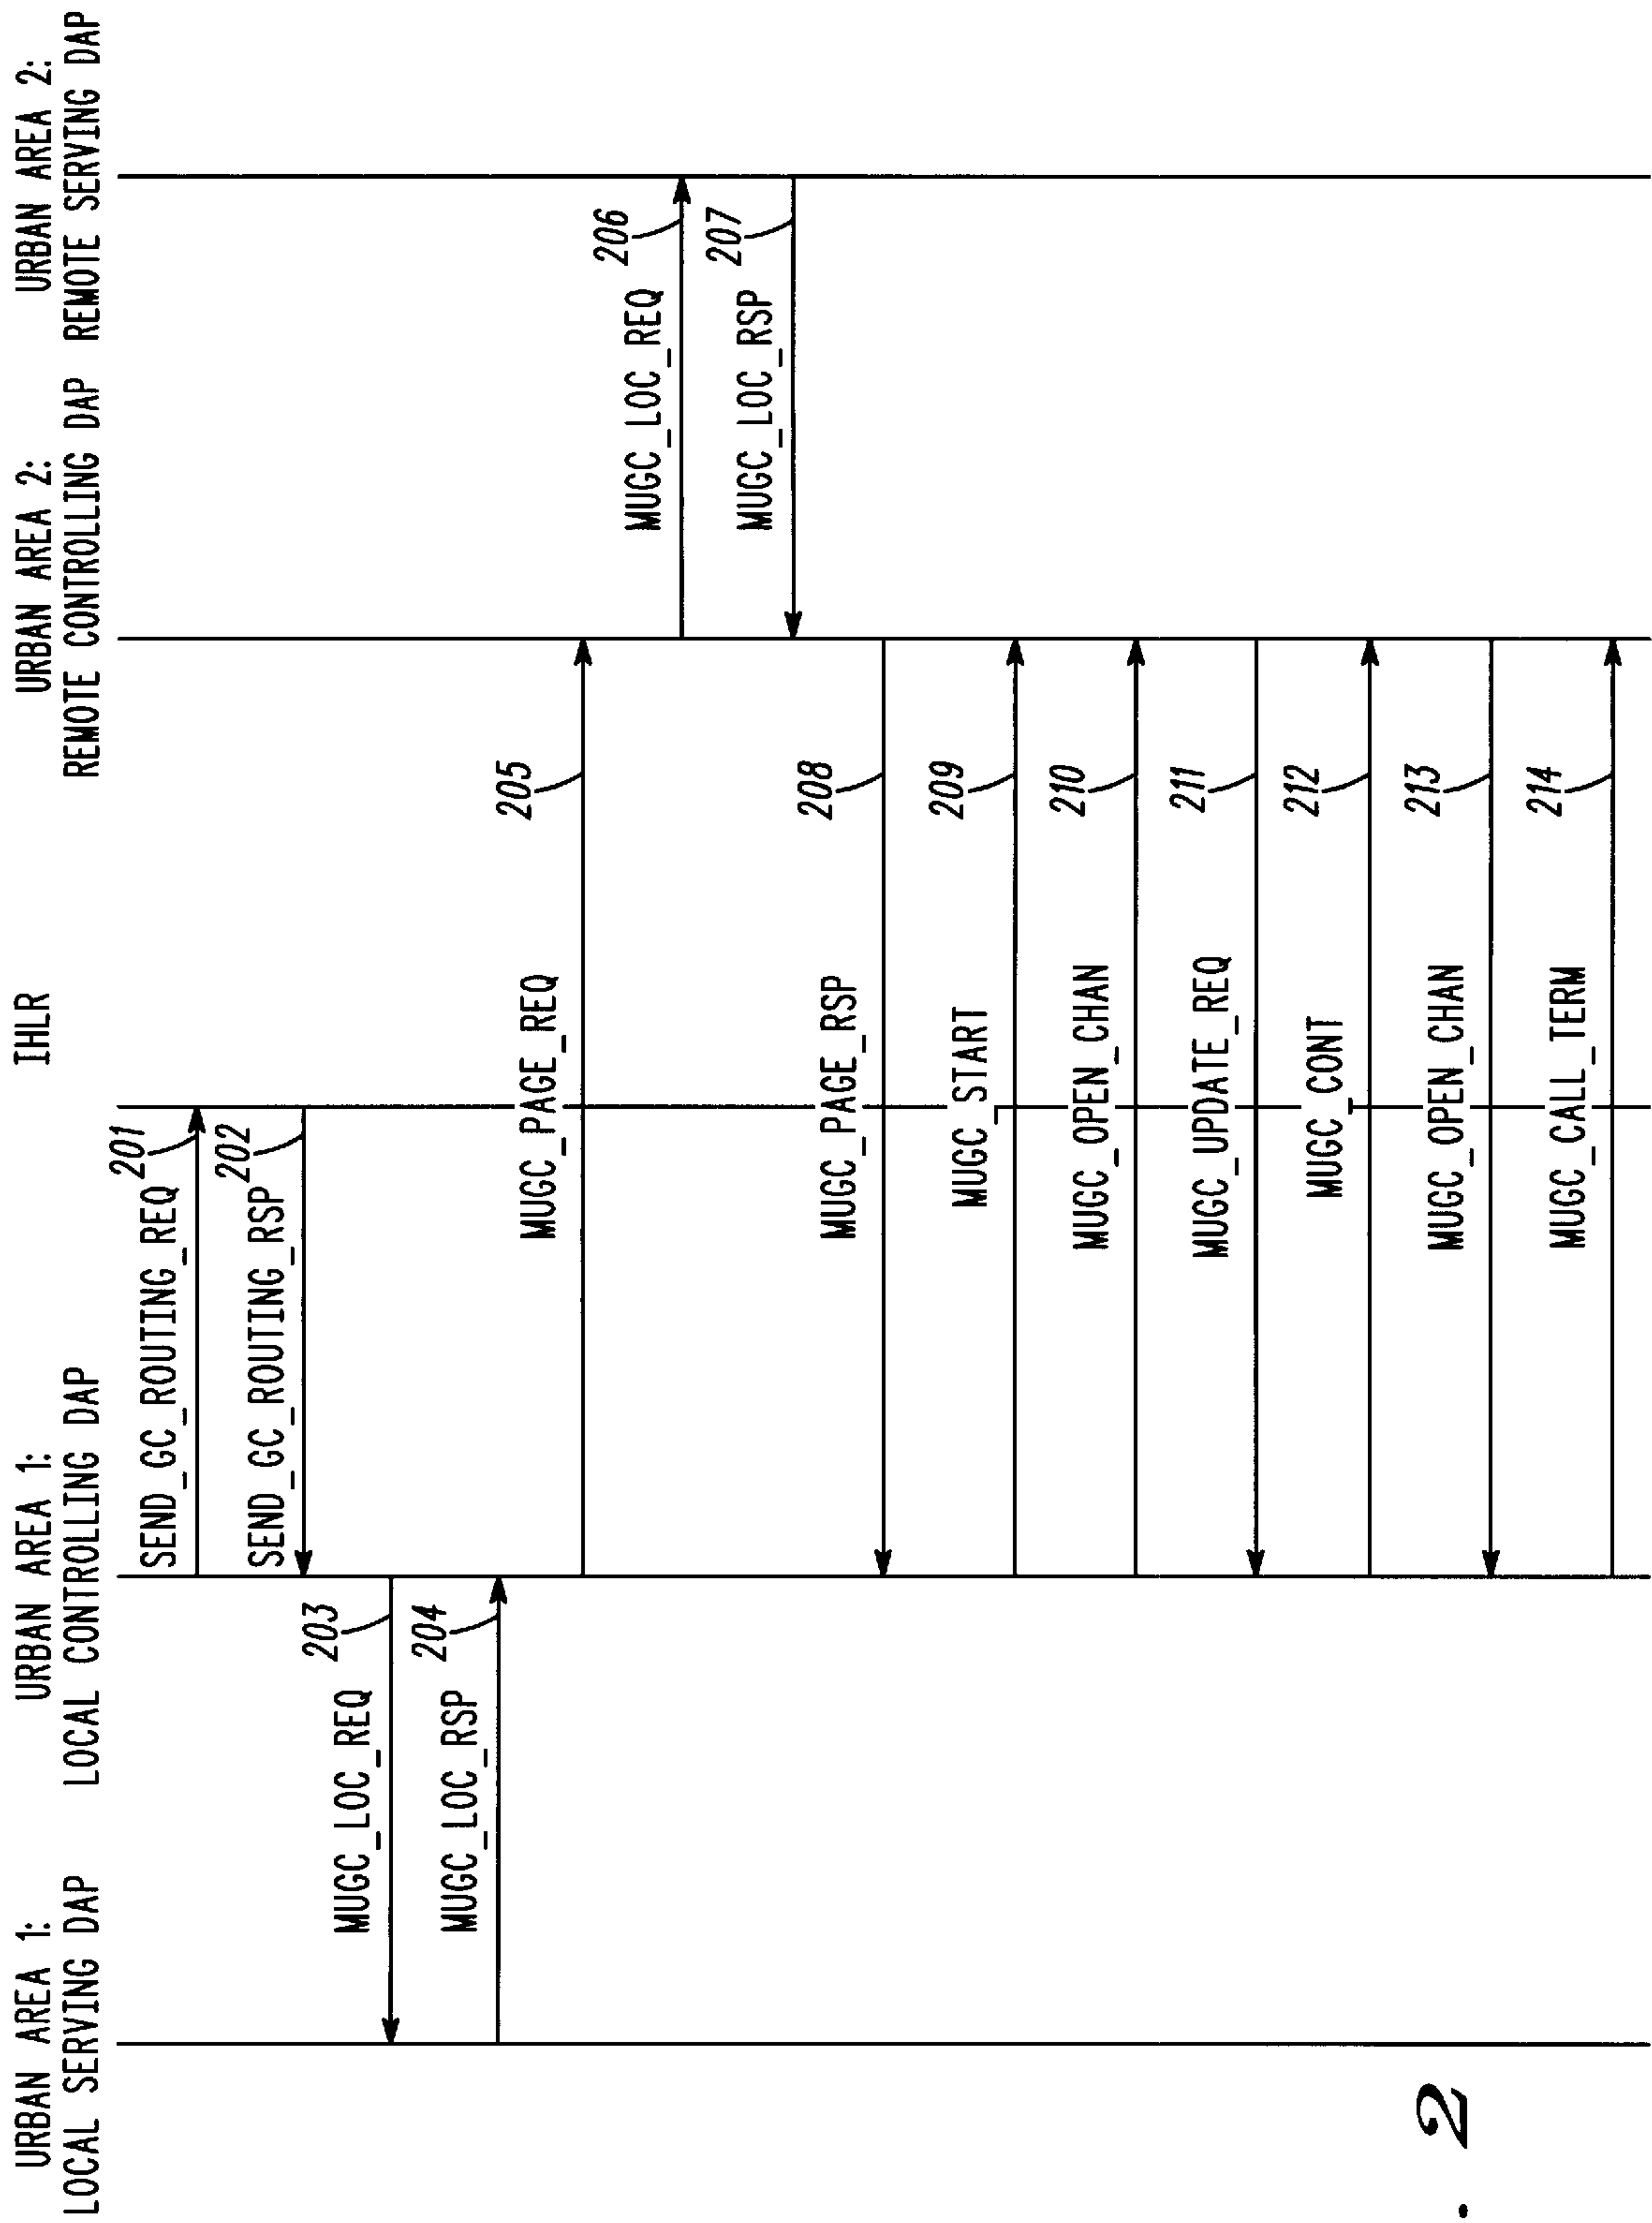 URBAN AREA 1:
LOCAL SERVING DAP
URBAN AREA 1:
LOCAL CONTROLLING DAP
IHLR
URBAN AREA 2:
REMOTE CONTROLLING DAP
URBAN AREA 2:
REMOTE SERVING DAP
SEND_GC_ROUTING_REQ
201
SEND_GC_ROUTING_RSP
202
MUGC_LOC_REQ
203
MUGC_LOC_RSP
204
MUGC_PAGE_REQ
205
MUGC_LOC_REQ
206
MUGC_LOC_RSP
207
MUGC_PAGE_RSP
208
MUGC_START
209
MUGC_OPEN_CHAN
210
MUGC_UPDATE_REQ
211
MUGC_CONT
212
MUGC_OPEN_CHAN
213
MUGC_CALL_TERM
214
. 2